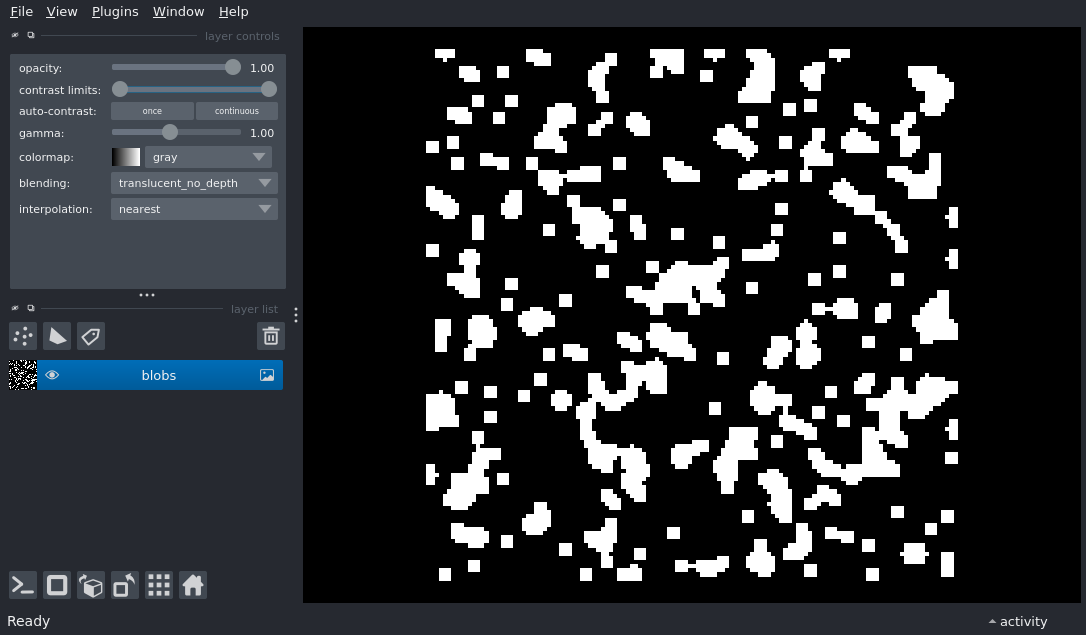 File View Plugins Window Help
layer controls
opacity: 1.00
contrast limits:
auto-contrast: once continuous
gamma: 1.00
colormap: gray
blending: translucent_no_depth
interpolation: nearest
layer list
blobs
Ready activity